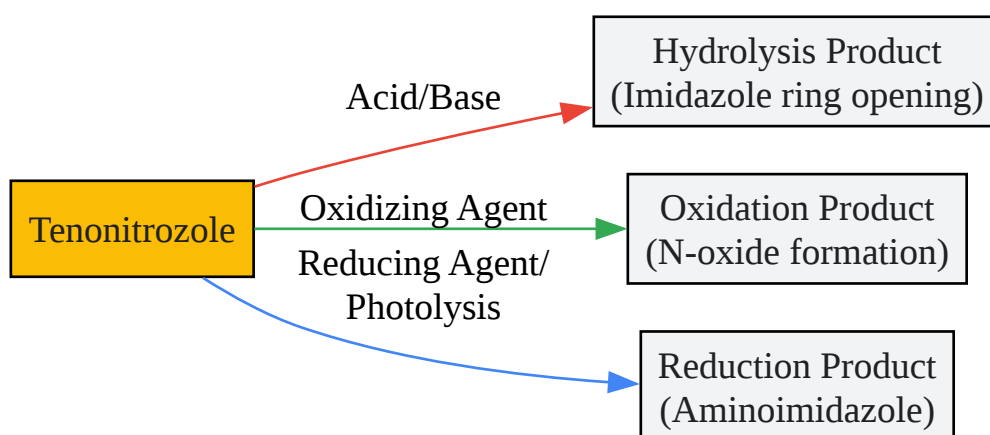 Tenonitrozole
Acid/Base
Hydrolysis Product
(Imidazole ring opening)
Oxidizing Agent
Oxidation Product
(N-oxide formation)
Reducing Agent/
Photolysis
Reduction Product
(Aminoimidazole)